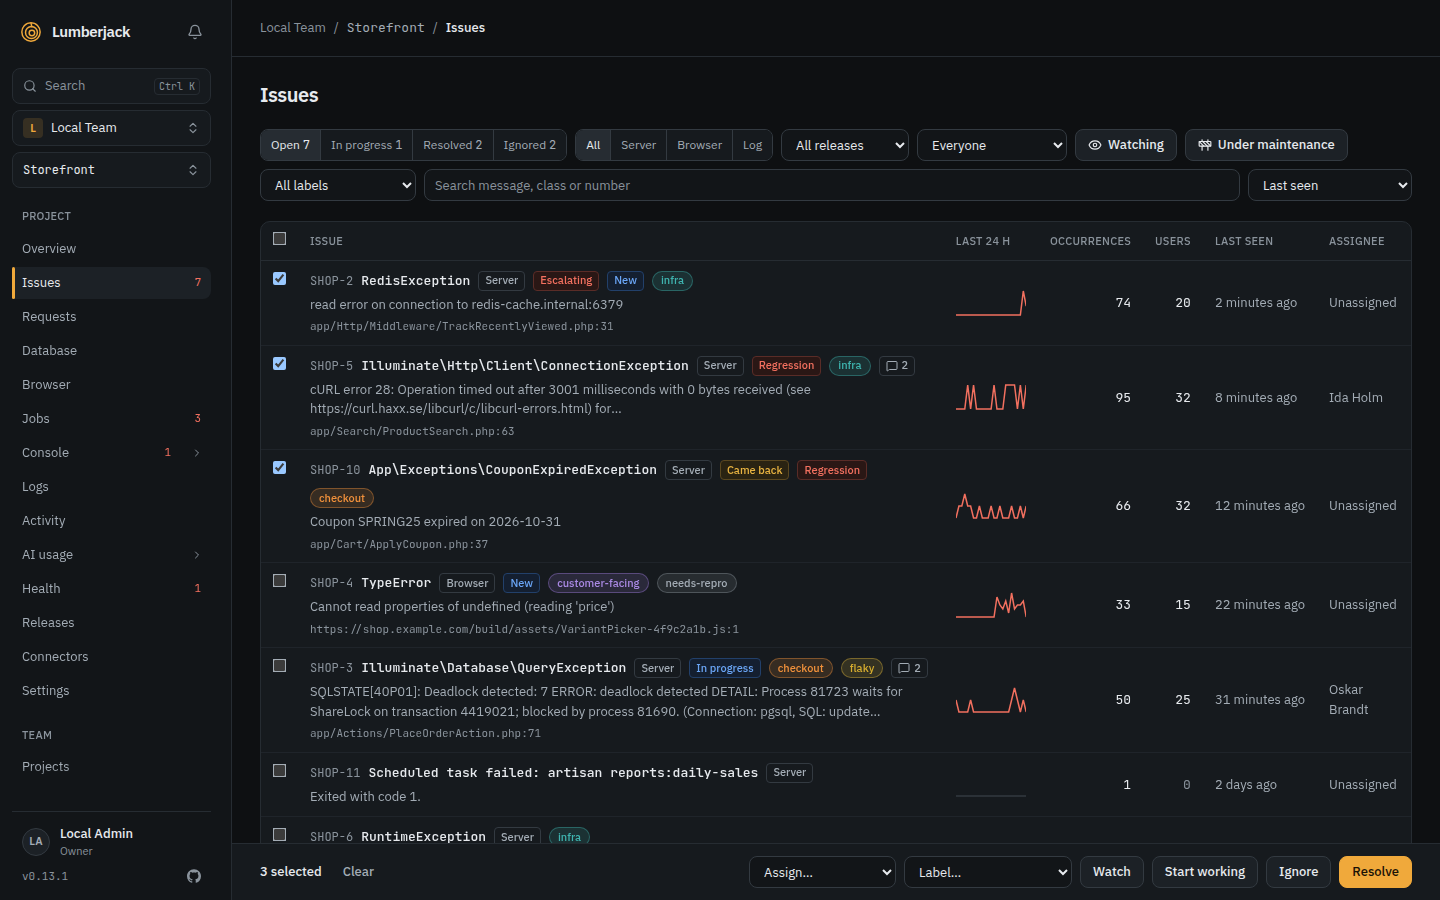 Lumberjack
Search Ctrl K
L Local Team
Storefront
PROJECT
Overview
Issues 7
Requests
Database
Browser
Jobs 3
Console 1
Logs
Activity
AI usage
Health 1
Releases
Connectors
Settings
TEAM
Projects
LA Local Admin
Owner
v0.13.1
Local Team / Storefront / Issues
Issues
Open 7 In progress 1 Resolved 2 Ignored 2 All Server Browser Log All releases Everyone Watching Under maintenance
All labels Search message, class or number Last seen
ISSUE LAST 24 H OCCURRENCES USERS LAST SEEN ASSIGNEE
SHOP-2 RedisException Server Escalating New infra
read error on connection to redis-cache.internal:6379 74 20 2 minutes ago Unassigned
app/Http/Middleware/TrackRecentlyViewed.php:31
SHOP-5 Illuminate\Http\Client\ConnectionException Server Regression infra 2
cURL error 28: Operation timed out after 3001 milliseconds with 0 bytes received (see
https://curl.haxx.se/libcurl/c/libcurl-errors.html) for... 95 32 8 minutes ago Ida Holm
app/Search/ProductSearch.php:63
SHOP-10 App\Exceptions\CouponExpiredException Server Came back Regression
checkout
Coupon SPRING25 expired on 2026-10-31 66 32 12 minutes ago Unassigned
app/Cart/ApplyCoupon.php:37
SHOP-4 TypeError Browser New customer-facing needs-repro
Cannot read properties of undefined (reading 'price') 33 15 22 minutes ago Unassigned
https://shop.example.com/build/assets/VariantPicker-4f9c2a1b.js:1
SHOP-3 Illuminate\Database\QueryException Server In progress checkout flaky 2
SQLSTATE[40P01]: Deadlock detected: 7 ERROR: deadlock detected DETAIL: Process 81723 waits for
ShareLock on transaction 4419021; blocked by process 81690. (Connection: pgsql, SQL: update... 50 25 31 minutes ago Oskar Brandt
app/Actions/PlaceOrderAction.php:71
SHOP-11 Scheduled task failed: artisan reports:daily-sales Server
Exited with code 1. 1 0 2 days ago Unassigned
SHOP-6 RuntimeException Server infra
3 selected Clear Assign... Label... Watch Start working Ignore Resolve